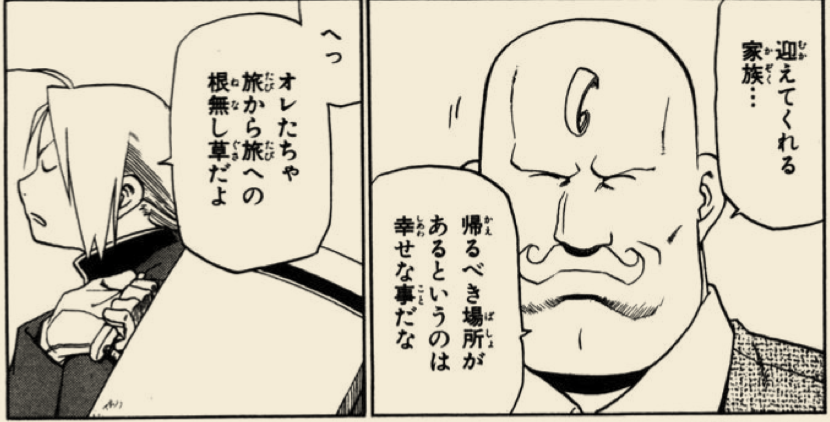 迎えてくれる
家族…
帰るべき場所が
あるというのは
幸せな事だな
へっ
オレたちゃ
旅から旅への
根無し草だよ